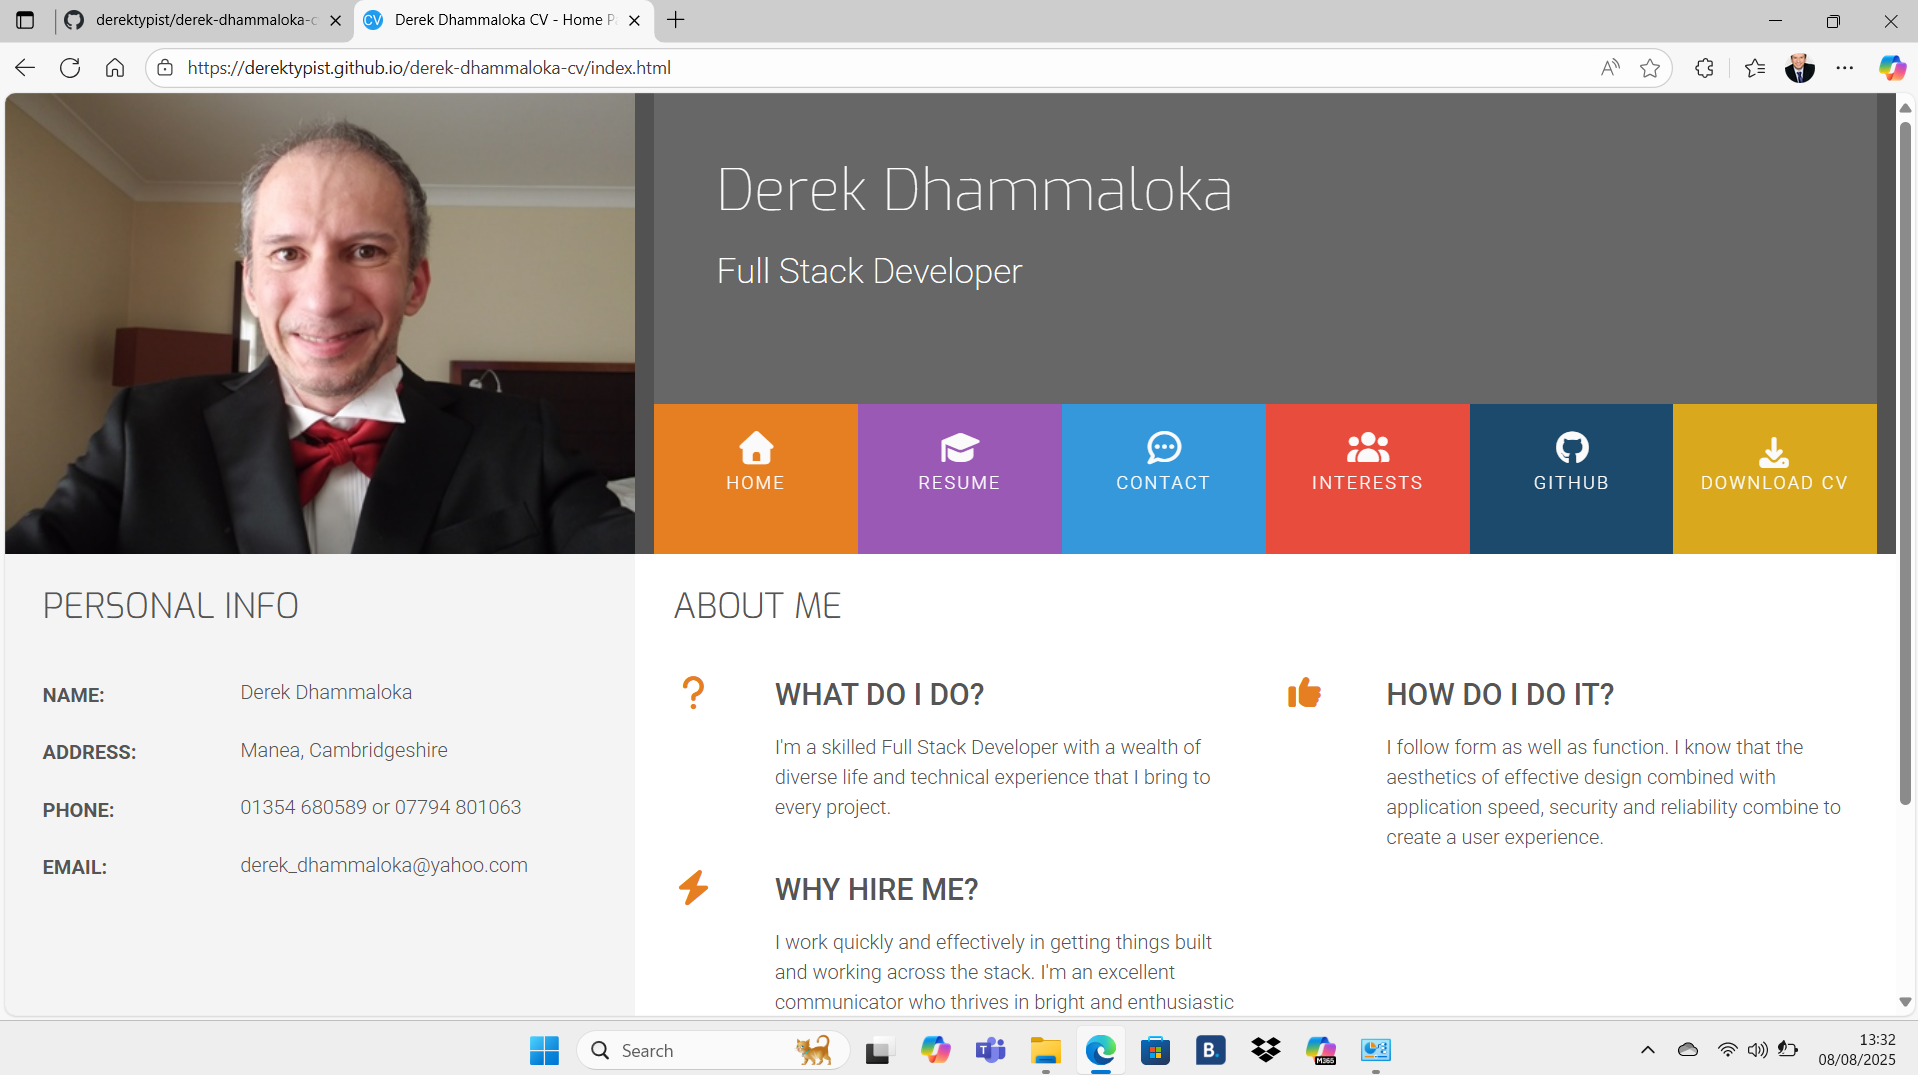 derektypist/derek-dhammaloka-c
Derek Dhammaloka CV - Home P
https://derektypist.github.io/derek-dhammaloka-cv/index.html
Derek Dhammaloka
Full Stack Developer
HOME
RESUME
CONTACT
INTERESTS
GITHUB
DOWNLOAD CV
PERSONAL INFO
NAME: Derek Dhammaloka
ADDRESS: Manea, Cambridgeshire
PHONE: 01354 680589 or 07794 801063
EMAIL: derek_dhammaloka@yahoo.com
ABOUT ME
WHAT DO I DO?
I'm a skilled Full Stack Developer with a wealth of
diverse life and technical experience that I bring to
every project.
HOW DO I DO IT?
I follow form as well as function. I know that the
aesthetics of effective design combined with
application speed, security and reliability combine to
create a user experience.
WHY HIRE ME?
I work quickly and effectively in getting things built
and working across the stack. I'm an excellent
communicator who thrives in bright and enthusiastic
Search
13:32
08/08/2025